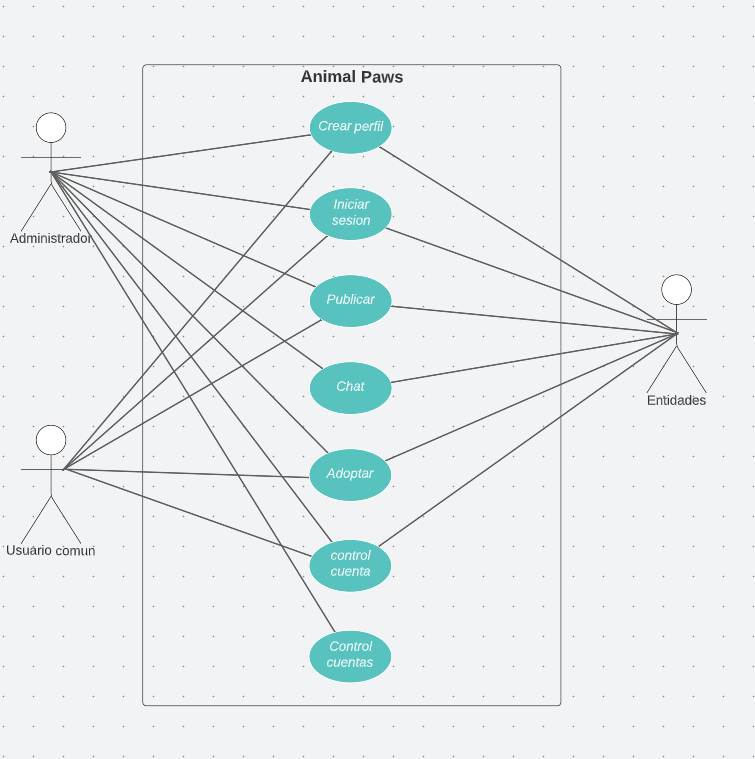 Animal Paws
Crear perfil
Iniciar
sesion
Publicar
Chat
Adoptar
control
cuenta
Control
cuentas
Administrador
Usuario comun
Entidades